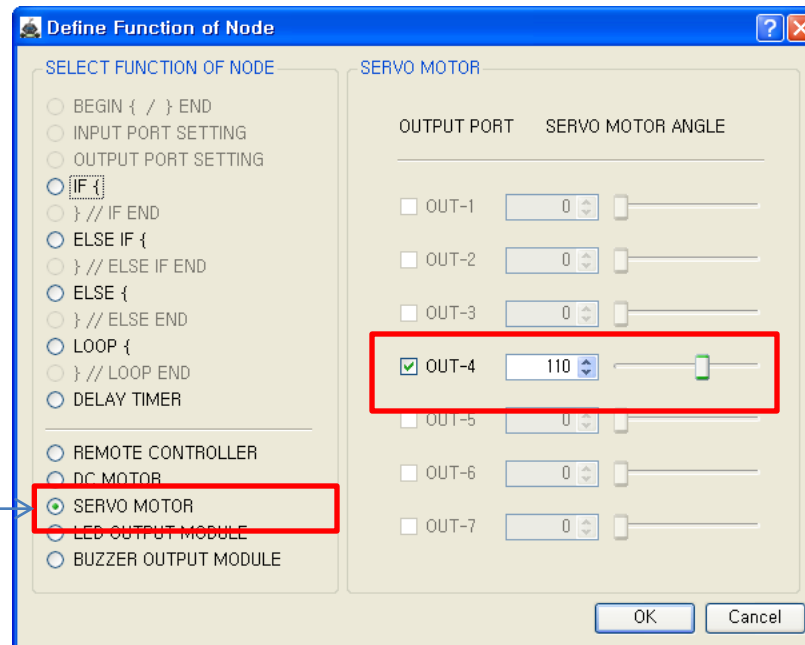 Define Function of Node
SELECT FUNCTION OF NODE
BEGIN { / } END
INPUT PORT SETTING
OUTPUT PORT SETTING
IF {
} // IF END
ELSE IF {
} // ELSE IF END
ELSE {
} // ELSE END
LOOP {
} // LOOP END
DELAY TIMER
REMOTE CONTROLLER
DC MOTOR
SERVO MOTOR
LED OUTPUT MODULE
BUZZER OUTPUT MODULE
SERVO MOTOR
OUTPUT PORT SERVO MOTOR ANGLE
OUT-1 0
OUT-2 0
OUT-3 0
OUT-4 110
OUT-5 0
OUT-6 0
OUT-7 0
OK Cancel